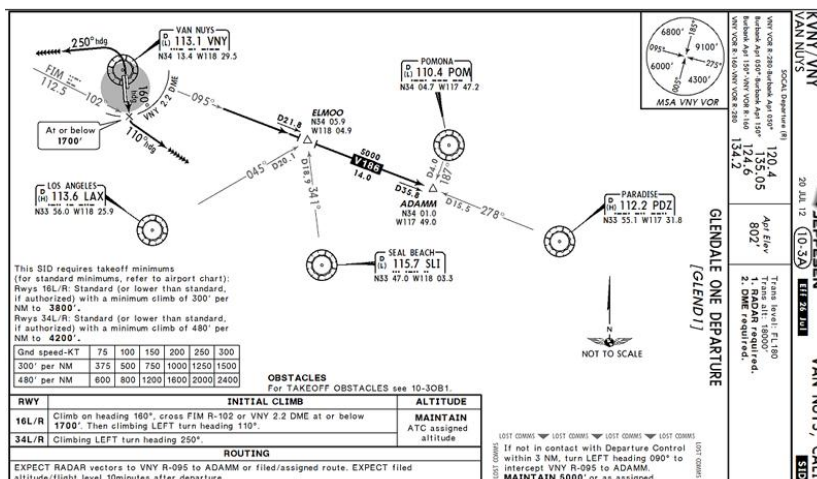 KVNY/VNY
VAN NUYS
JEPPESEN
20 JUL 12
10-3A
Eff 26 Jul
VAN NUYS, CALIF
SID
SOCAL Departure (R)
VNY VOR R-280-Burbank Apt 050°
120.4
Burbank Apt 050°-Burbank Apt 150°
135.05
Burbank Apt 150°-VNY VOR R-160
124.6
VNY VOR R-160-VNY VOR R-280
134.2
Apt Elev
802'
Trans level: FL180
Trans alt: 18000'
1. RADAR required.
2. DME required.
GLENDALE ONE DEPARTURE
[GLEND1]
6800'
185°
095°
9100'
6000'
275°
005°
4300'
MSA VNY VOR
250° hdg
VAN NUYS
D
(L) 113.1 VNY
N34 13.4 W118 29.5
FIM
112.5
102
160° hdg
VNY 2.2 DME
At or below
1700'
110° hdg
095°
D21.8
ELMOO
N34 05.9
W118 04.9
POMONA
D
(L) 110.4 POM
N34 04.7 W117 47.2
5000
V186
14.0
D4.0
187°
D35.8
ADAMM
N34 01.0
W117 49.0
045°
D20.1
D18.9
341°
D15.5
278°
LOS ANGELES
D
(H) 113.6 LAX
N33 56.0 W118 25.9
PARADISE
D
(H) 112.2 PDZ
N33 55.1 W117 31.8
SEAL BEACH
D
(L) 115.7 SLI
N33 47.0 W118 03.3
N
NOT TO SCALE
This SID requires takeoff minimums
(for standard minimums, refer to airport chart):
Rwys 16L/R: Standard (or lower than standard,
if authorized) with a minimum climb of 300' per
NM to 3800'.
Rwys 34L/R: Standard (or lower than standard,
if authorized) with a minimum climb of 480' per
NM to 4200'.
Gnd speed-KT 75 100 150 200 250 300
300' per NM 375 500 750 1000 1250 1500
480' per NM 600 800 1200 1600 2000 2400
OBSTACLES
For TAKEOFF OBSTACLES see 10-3OB1.
RWY INITIAL CLIMB ALTITUDE
16L/R Climb on heading 160°, cross FIM R-102 or VNY 2.2 DME at or below
1700'. Then climbing LEFT turn heading 110°.
34L/R Climbing LEFT turn heading 250°.
MAINTAIN
ATC assigned
altitude
ROUTING
EXPECT RADAR vectors to VNY R-095 to ADAMM or filed/assigned route. EXPECT filed
altitude/flight level 10minutes after departure.
LOST COMMS LOST COMMS LOST COMMS LOST COMMS
If not in contact with Departure Control
within 3 NM, turn LEFT heading 090° to
intercept VNY R-095 to ADAMM.
MAINTAIN 5000' or as assigned
LOST COMMS
LOST COMMS